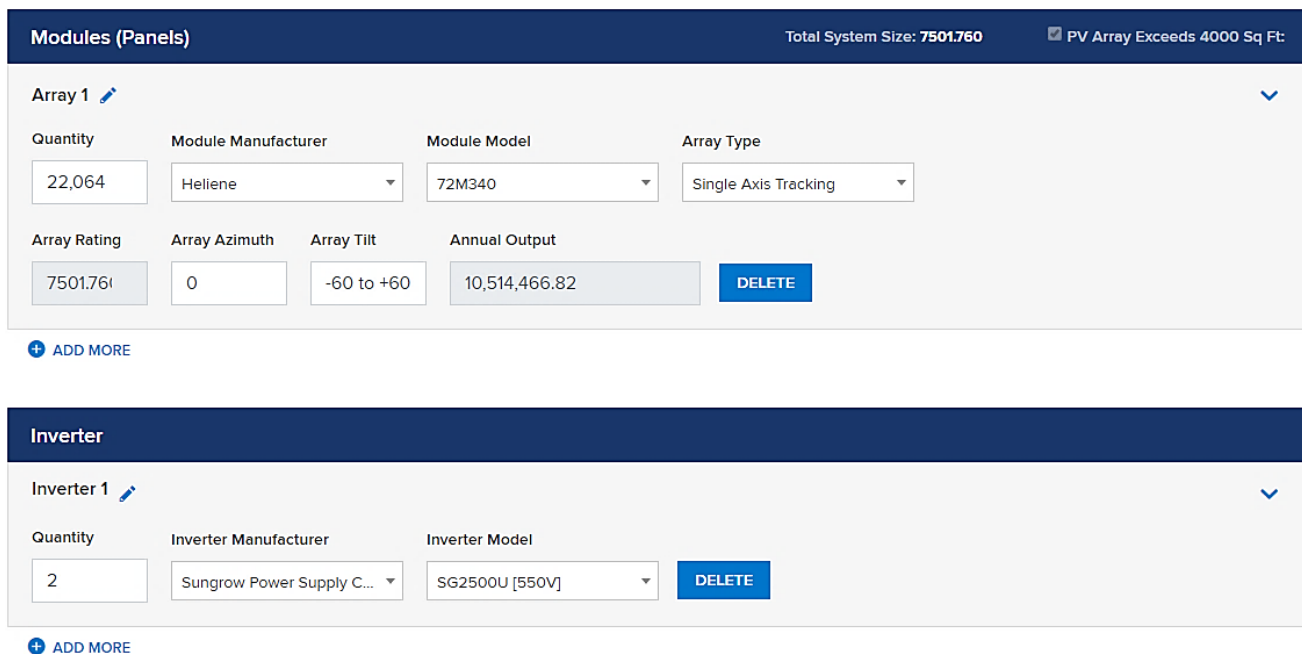 Modules (Panels) Total System Size: 7501.760 PV Array Exceeds 4000 Sq Ft:
Array 1
Quantity Module Manufacturer Module Model Array Type
22,064 Heliene 72M340 Single Axis Tracking
Array Rating Array Azimuth Array Tilt Annual Output
7501.76 0 -60 to +60 10,514,466.82 DELETE
ADD MORE
Inverter
Inverter 1
Quantity Inverter Manufacturer Inverter Model
2 Sungrow Power Supply C... SG2500U [550V] DELETE
ADD MORE